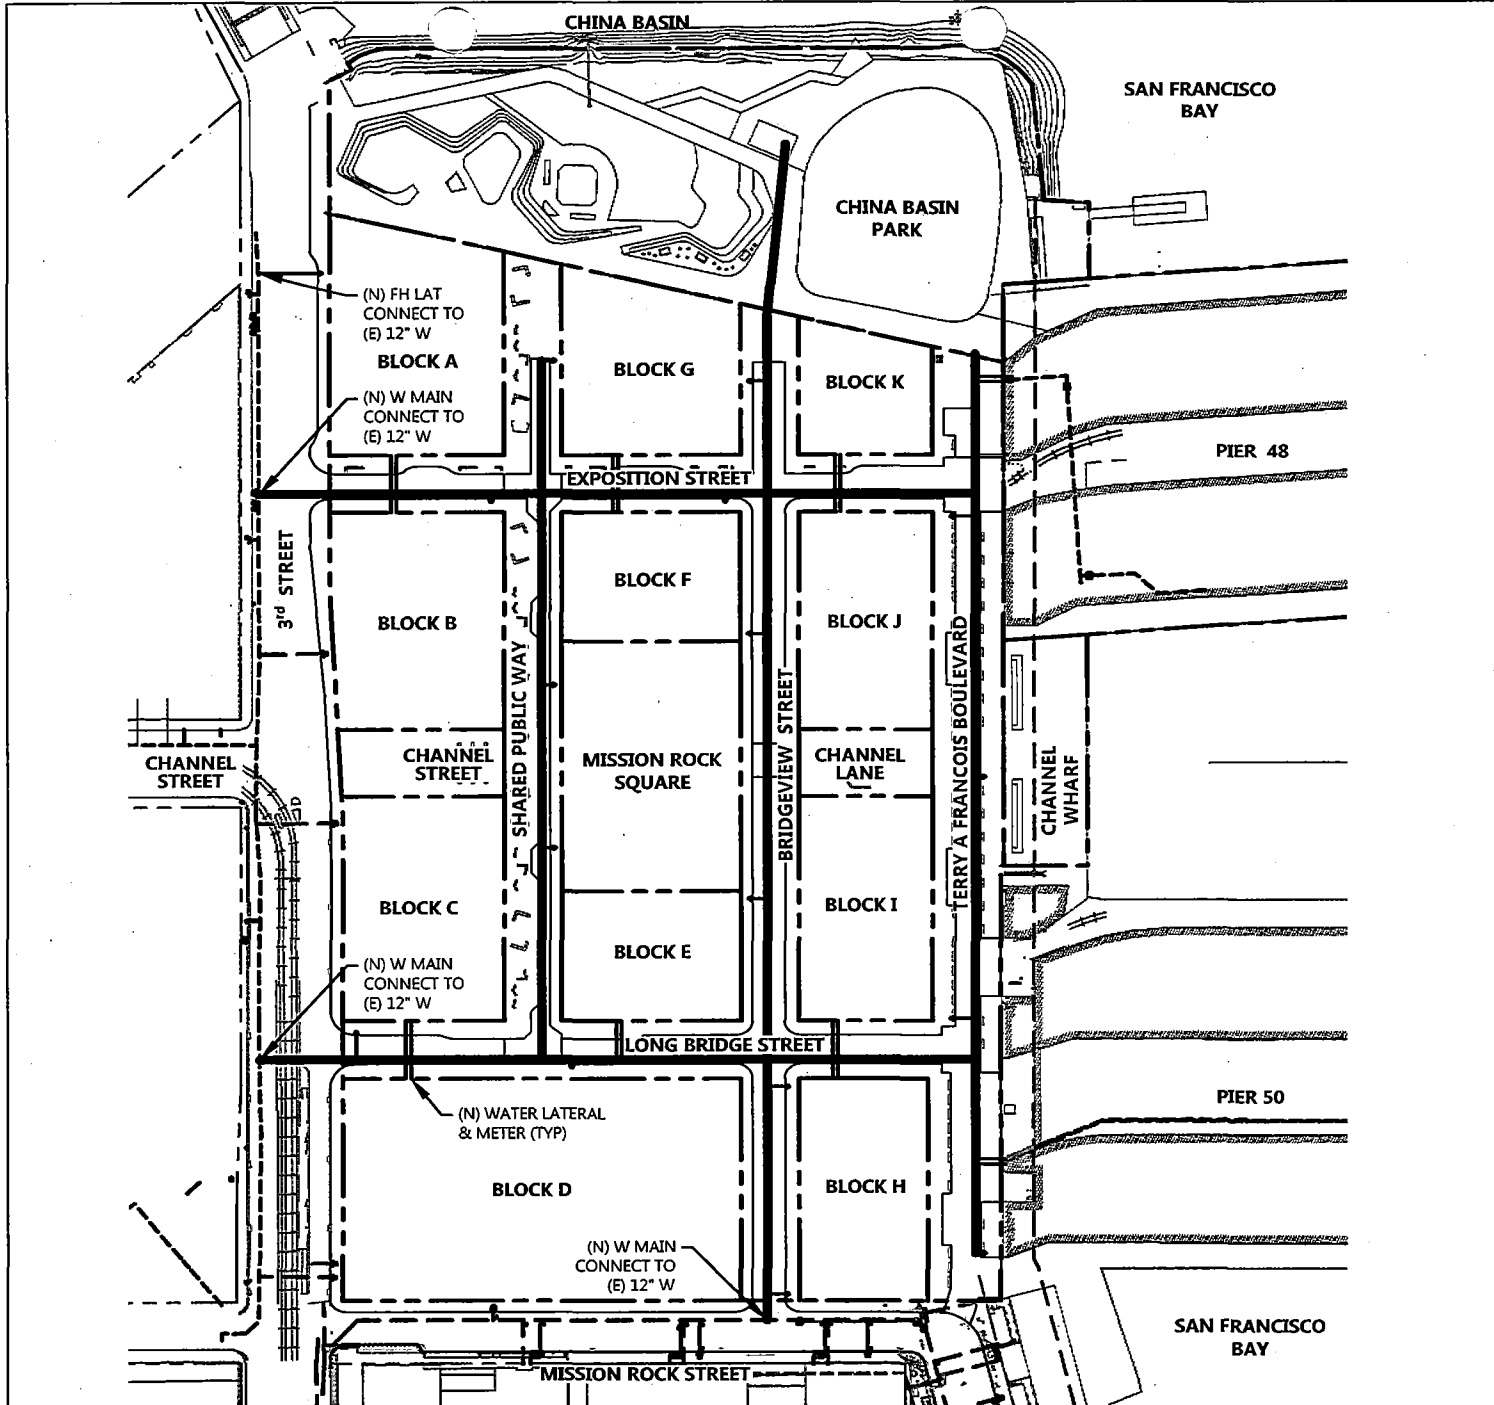 CHINA BASIN
SAN FRANCISCO
BAY
CHINA BASIN
PARK
(N) FH LAT
CONNECT TO
(E) 12" W
BLOCK A
BLOCK G
BLOCK K
(N) W MAIN
CONNECT TO
(E) 12" W
PIER 48
EXPOSITION STREET
3rd STREET
BLOCK B
SHARED PUBLIC WAY
BLOCK F
BRIDGEVIEW STREET
BLOCK J
TERRY A FRANCOIS BOULEVARD
CHANNEL
STREET
CHANNEL
STREET
MISSION ROCK
SQUARE
CHANNEL
LANE
CHANNEL
WHARF
BLOCK C
BLOCK I
BLOCK E
(N) W MAIN
CONNECT TO
(E) 12" W
LONG BRIDGE STREET
(N) WATER LATERAL
& METER (TYP)
PIER 50
BLOCK D
BLOCK H
(N) W MAIN
CONNECT TO
(E) 12" W
SAN FRANCISCO
BAY
MISSION ROCK STREET